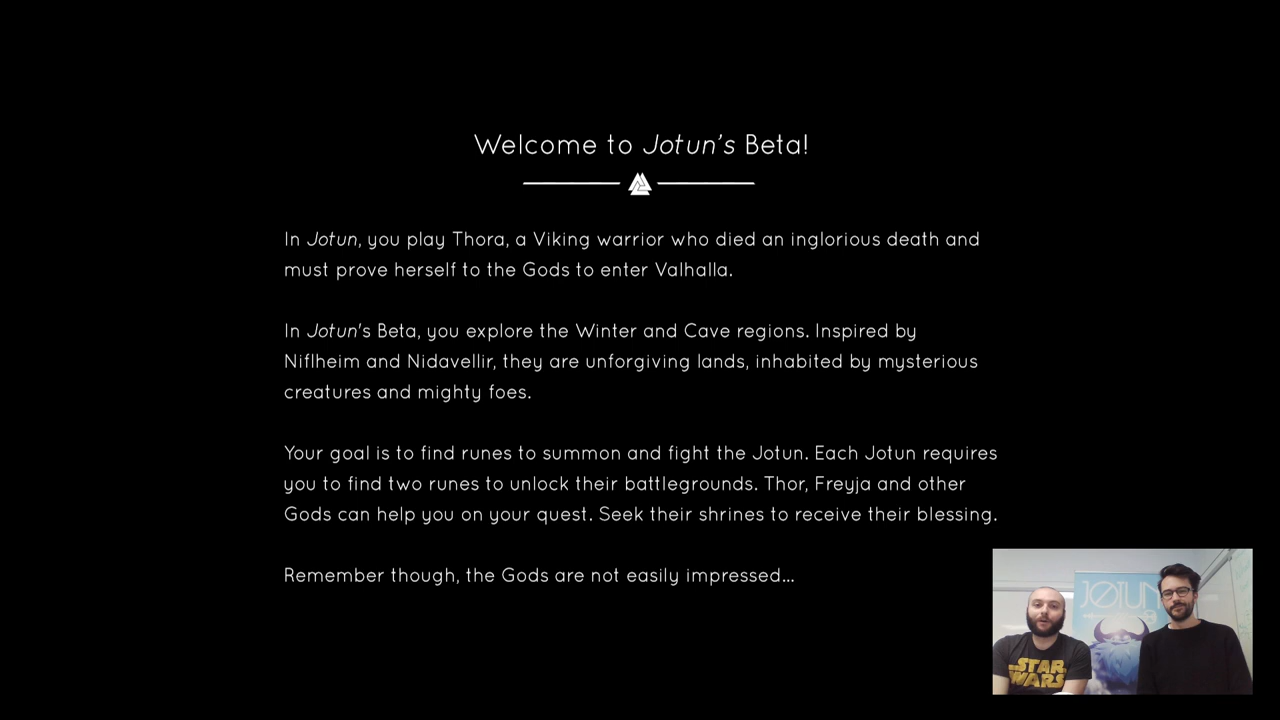 Welcome to Jotun's Beta!
In Jotun, you play Thora, a Viking warrior who died an inglorious death and
must prove herself to the Gods to enter Valhalla.
In Jotun's Beta, you explore the Winter and Cave regions. Inspired by
Niflheim and Nidavellir, they are unforgiving lands, inhabited by mysterious
creatures and mighty foes.
Your goal is to find runes to summon and fight the Jotun. Each Jotun requires
you to find two runes to unlock their battlegrounds. Thor, Freyja and other
Gods can help you on your quest. Seek their shrines to receive their blessing.
Remember though, the Gods are not easily impressed...
JOTUN
STAR
WARS